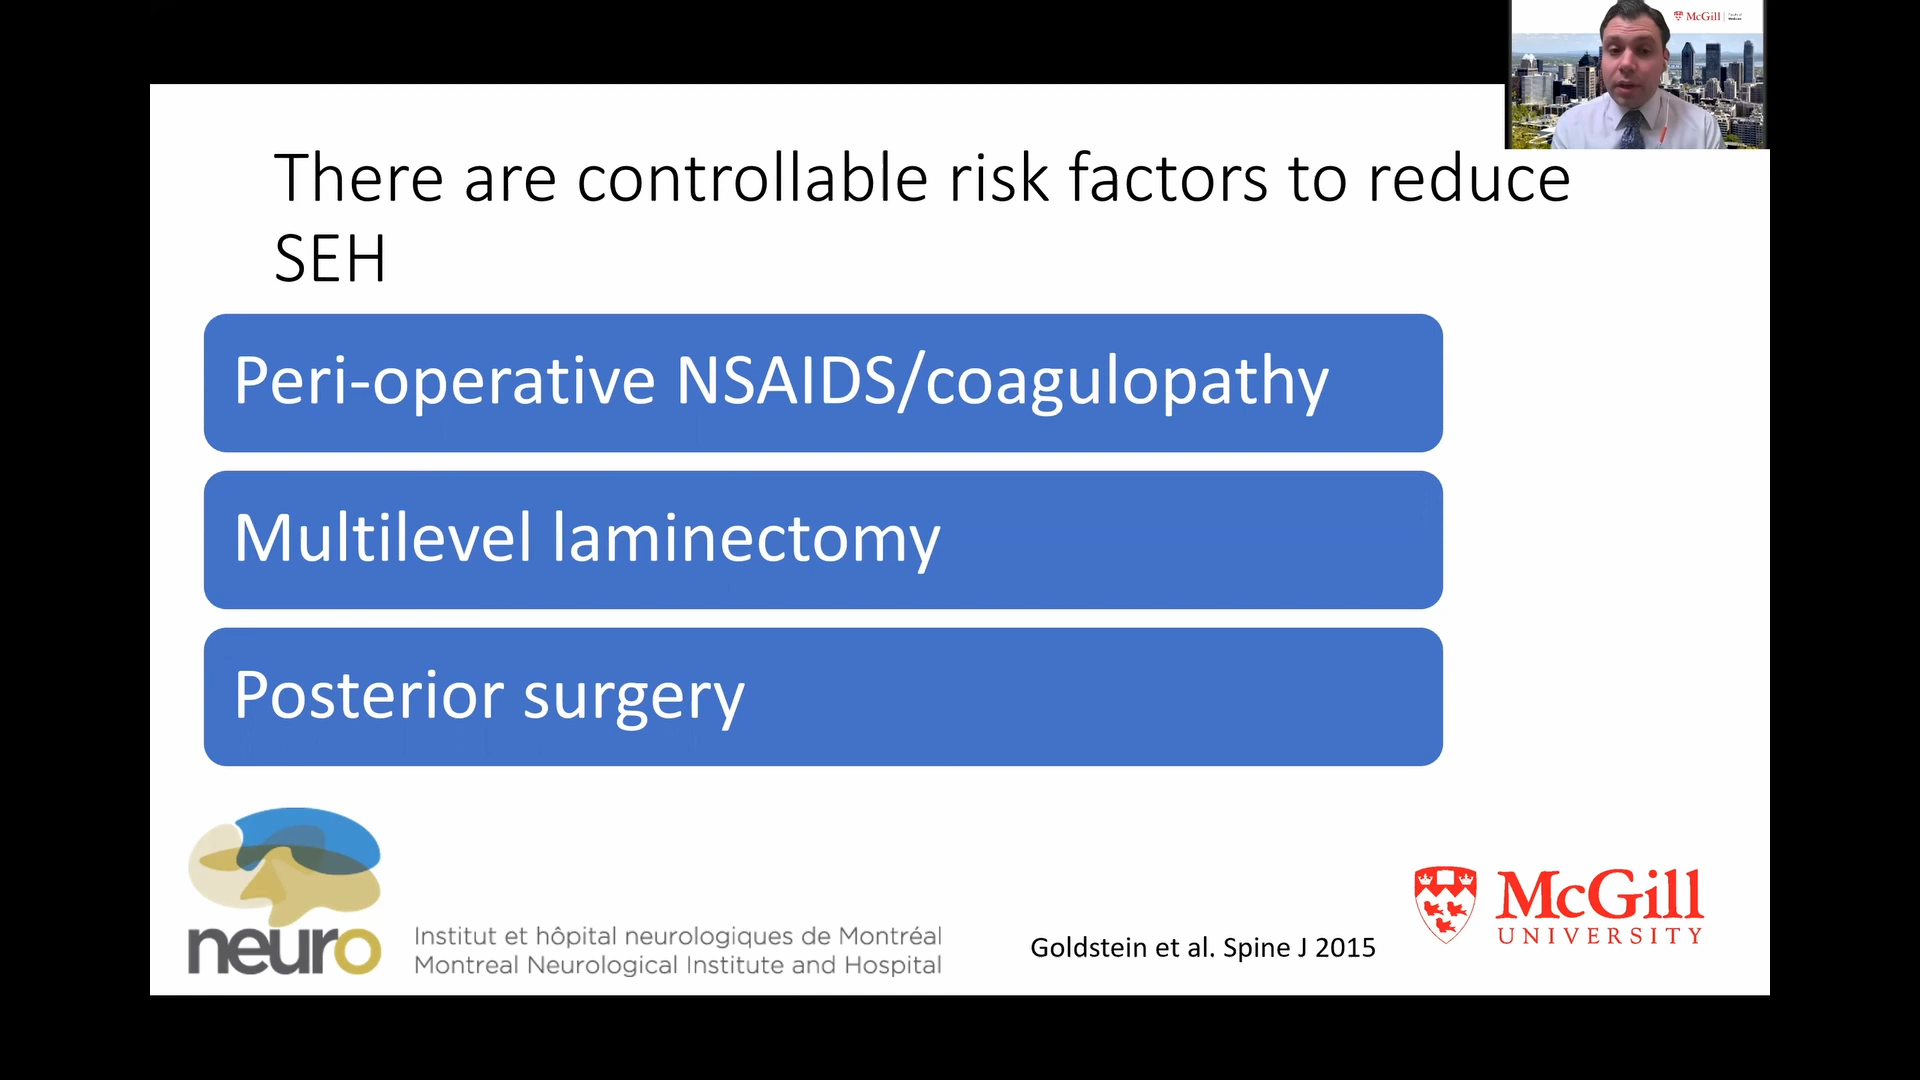 McGill
There are controllable risk factors to reduce
SEH
Peri-operative NSAIDS/coagulopathy
Multilevel laminectomy
Posterior surgery
neuro
Institut et hôpital neurologiques de Montréal
Montreal Neurological Institute and Hospital
Goldstein et al. Spine J 2015
McGill
UNIVERSITY